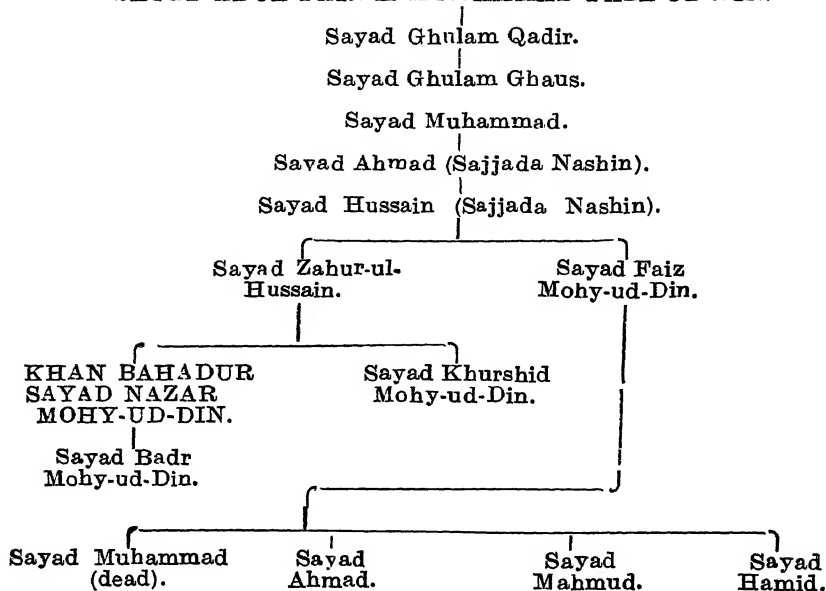 Sayad Ghulam Qadir.
Sayad Ghulam Ghaus.
Sayad Muhammad.
Sayad Ahmad (Sajjada Nashin).
Sayad Hussain (Sajjada Nashin).
Sayad Zahur-ul-
Hussain.
Sayad Faiz
Mohy-ud-Din.
KHAN BAHADUR
SAYAD NAZAR
MOHY-UD-DIN.
Sayad Khurshid
Mohy-ud-Din.
Sayad Badr
Mohy-ud-Din.
Sayad Muhammad
(dead).
Sayad
Ahmad.
Sayad
Mahmud.
Sayad
Hamid.